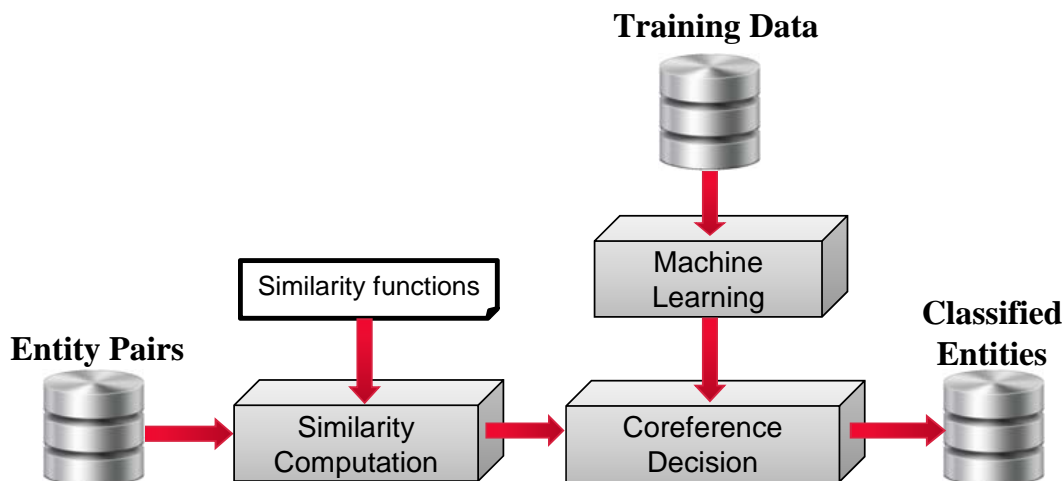 Training Data
Machine
Learning
Similarity functions
Classified
Entities
Entity Pairs
Similarity
Computation
Coreference
Decision